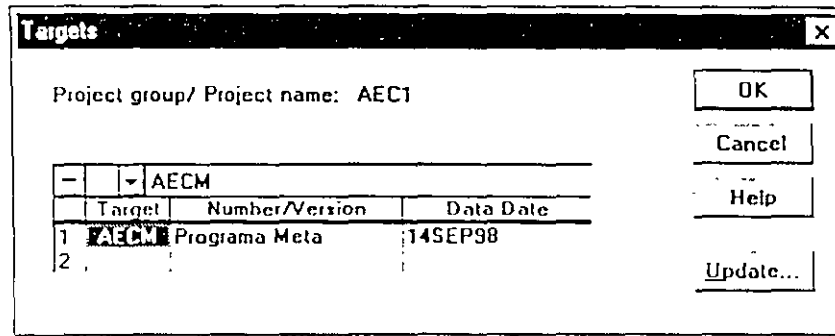 Targets
Project group/ Project name: AEC1
OK
Cancel
Help
Update...
AECM
Target Number/Version Data Date
1 AECM Programa Meta 14SEP98
2